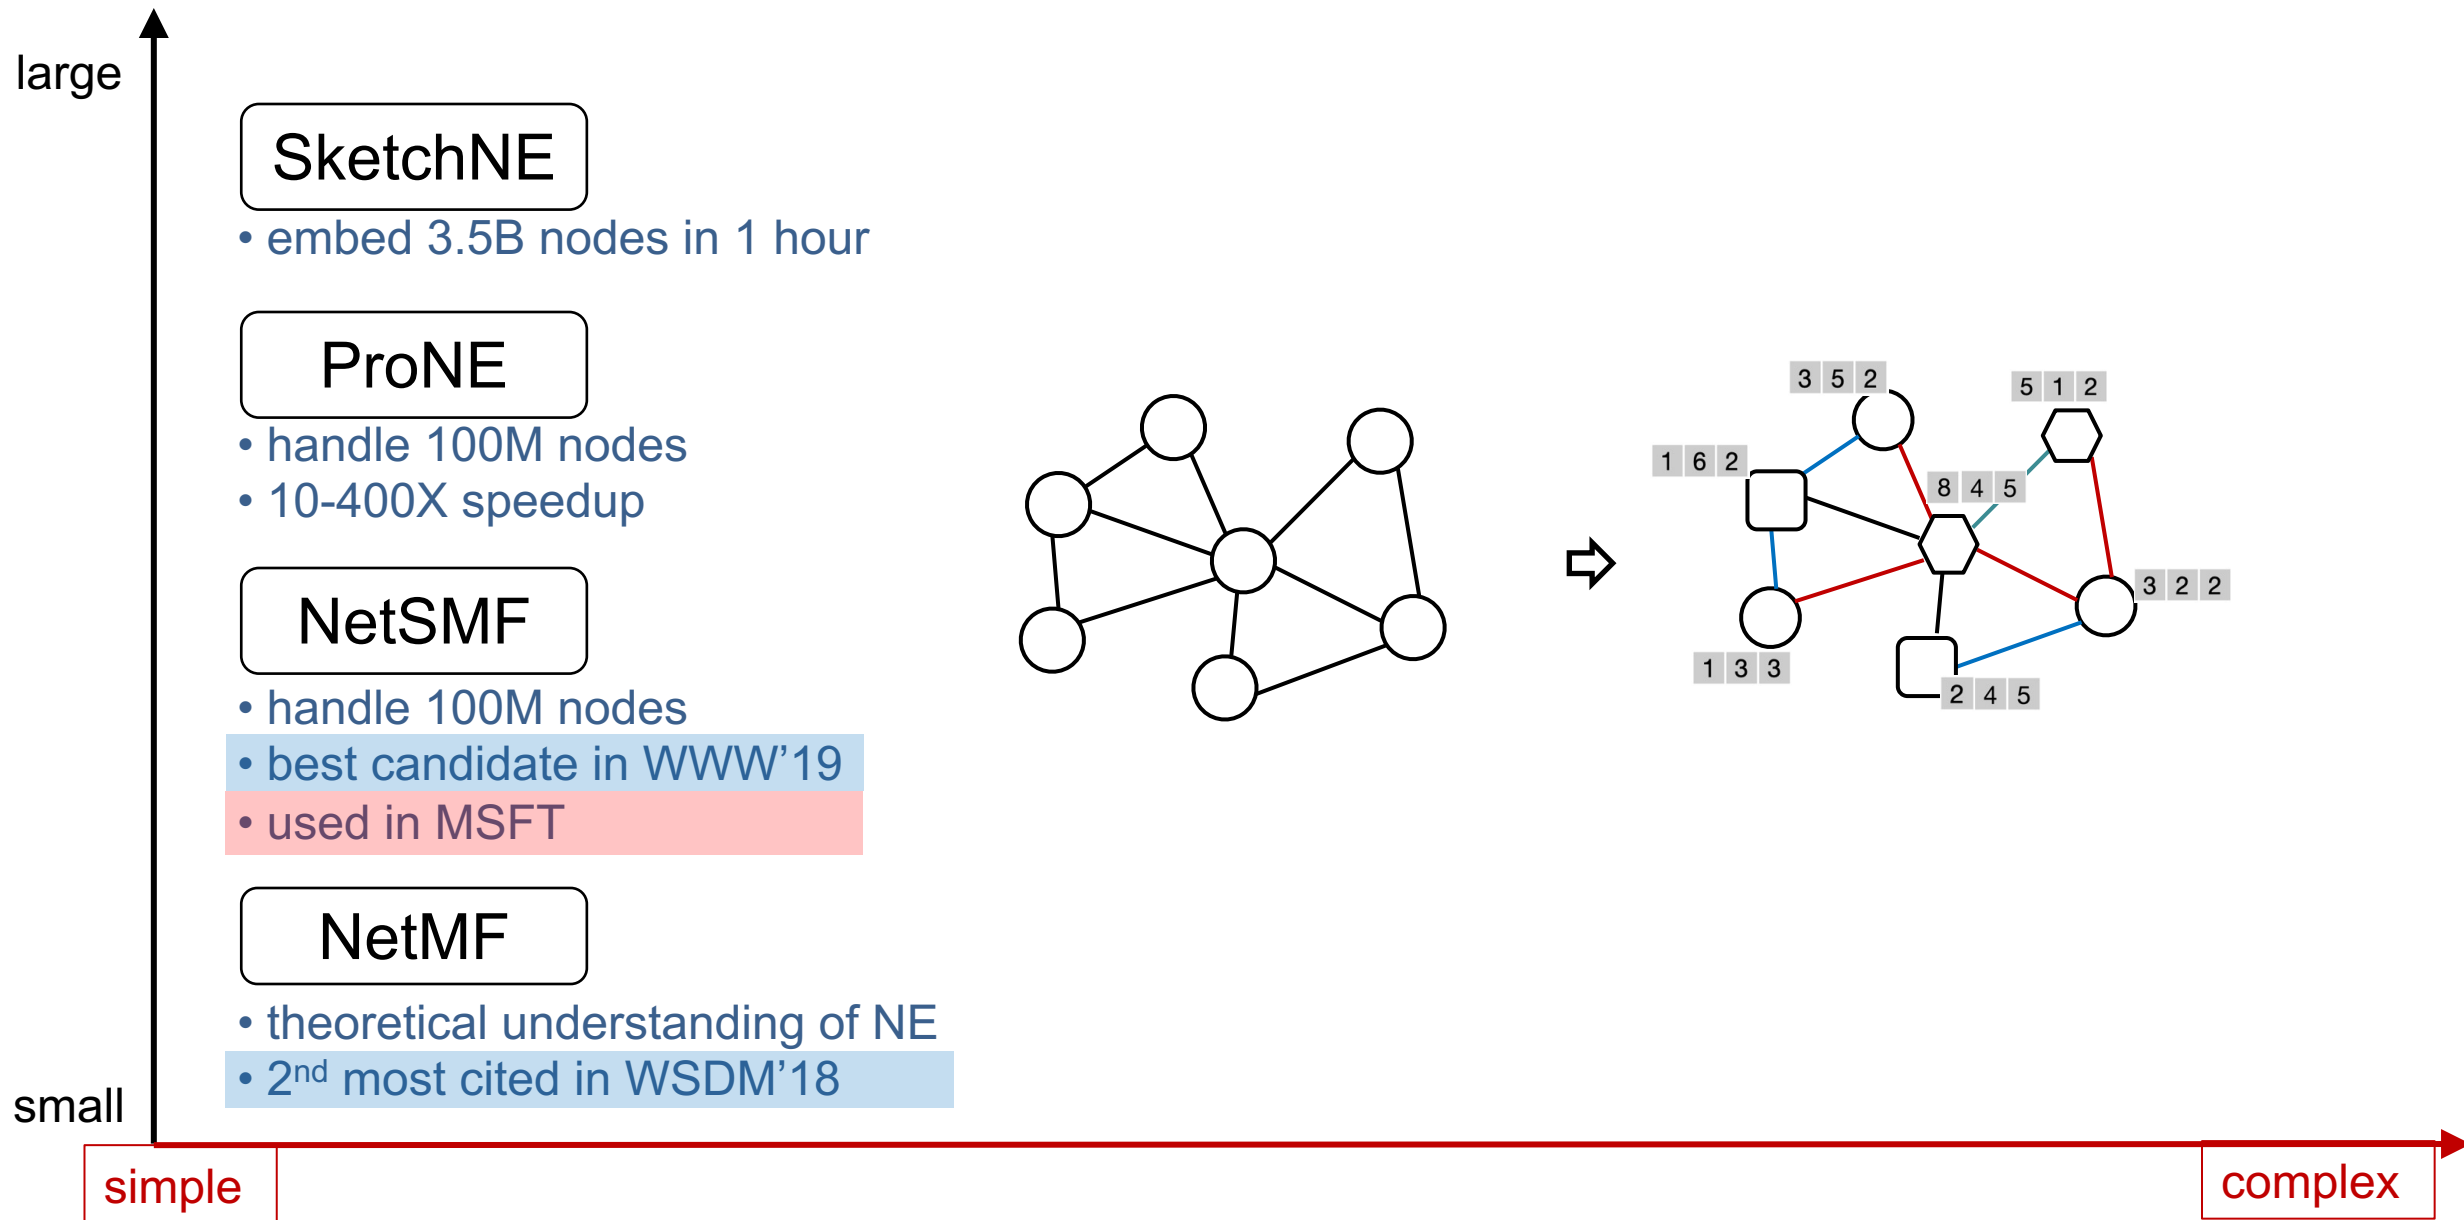 large
SketchNE
• embed 3.5B nodes in 1 hour
ProNE
• handle 100M nodes
• 10-400X speedup
NetSMF
• handle 100M nodes
• best candidate in WWW’19
• used in MSFT
NetMF
• theoretical understanding of NE
• 2nd most cited in WSDM’18
small
simple
complex
3 5 2
5 1 2
1 6 2
8 4 5
3 2 2
1 3 3
2 4 5